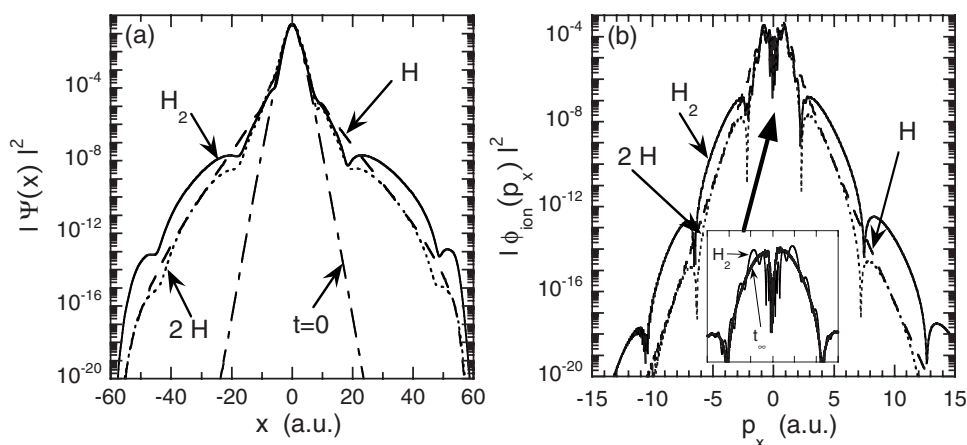 (a)
H
H₂
2 H
t=0
10⁻⁴
10⁻⁸
10⁻¹²
10⁻¹⁶
10⁻²⁰
| Ψ(x) |²
-60 -40 -20 0 20 40 60
x (a.u.)
(b)
H₂
2 H
H
H₂
t∞
10⁻⁴
10⁻⁸
10⁻¹²
10⁻¹⁶
10⁻²⁰
| ϕion(pₓ) |²
-15 -10 -5 0 5 10 15
pₓ (a.u.)